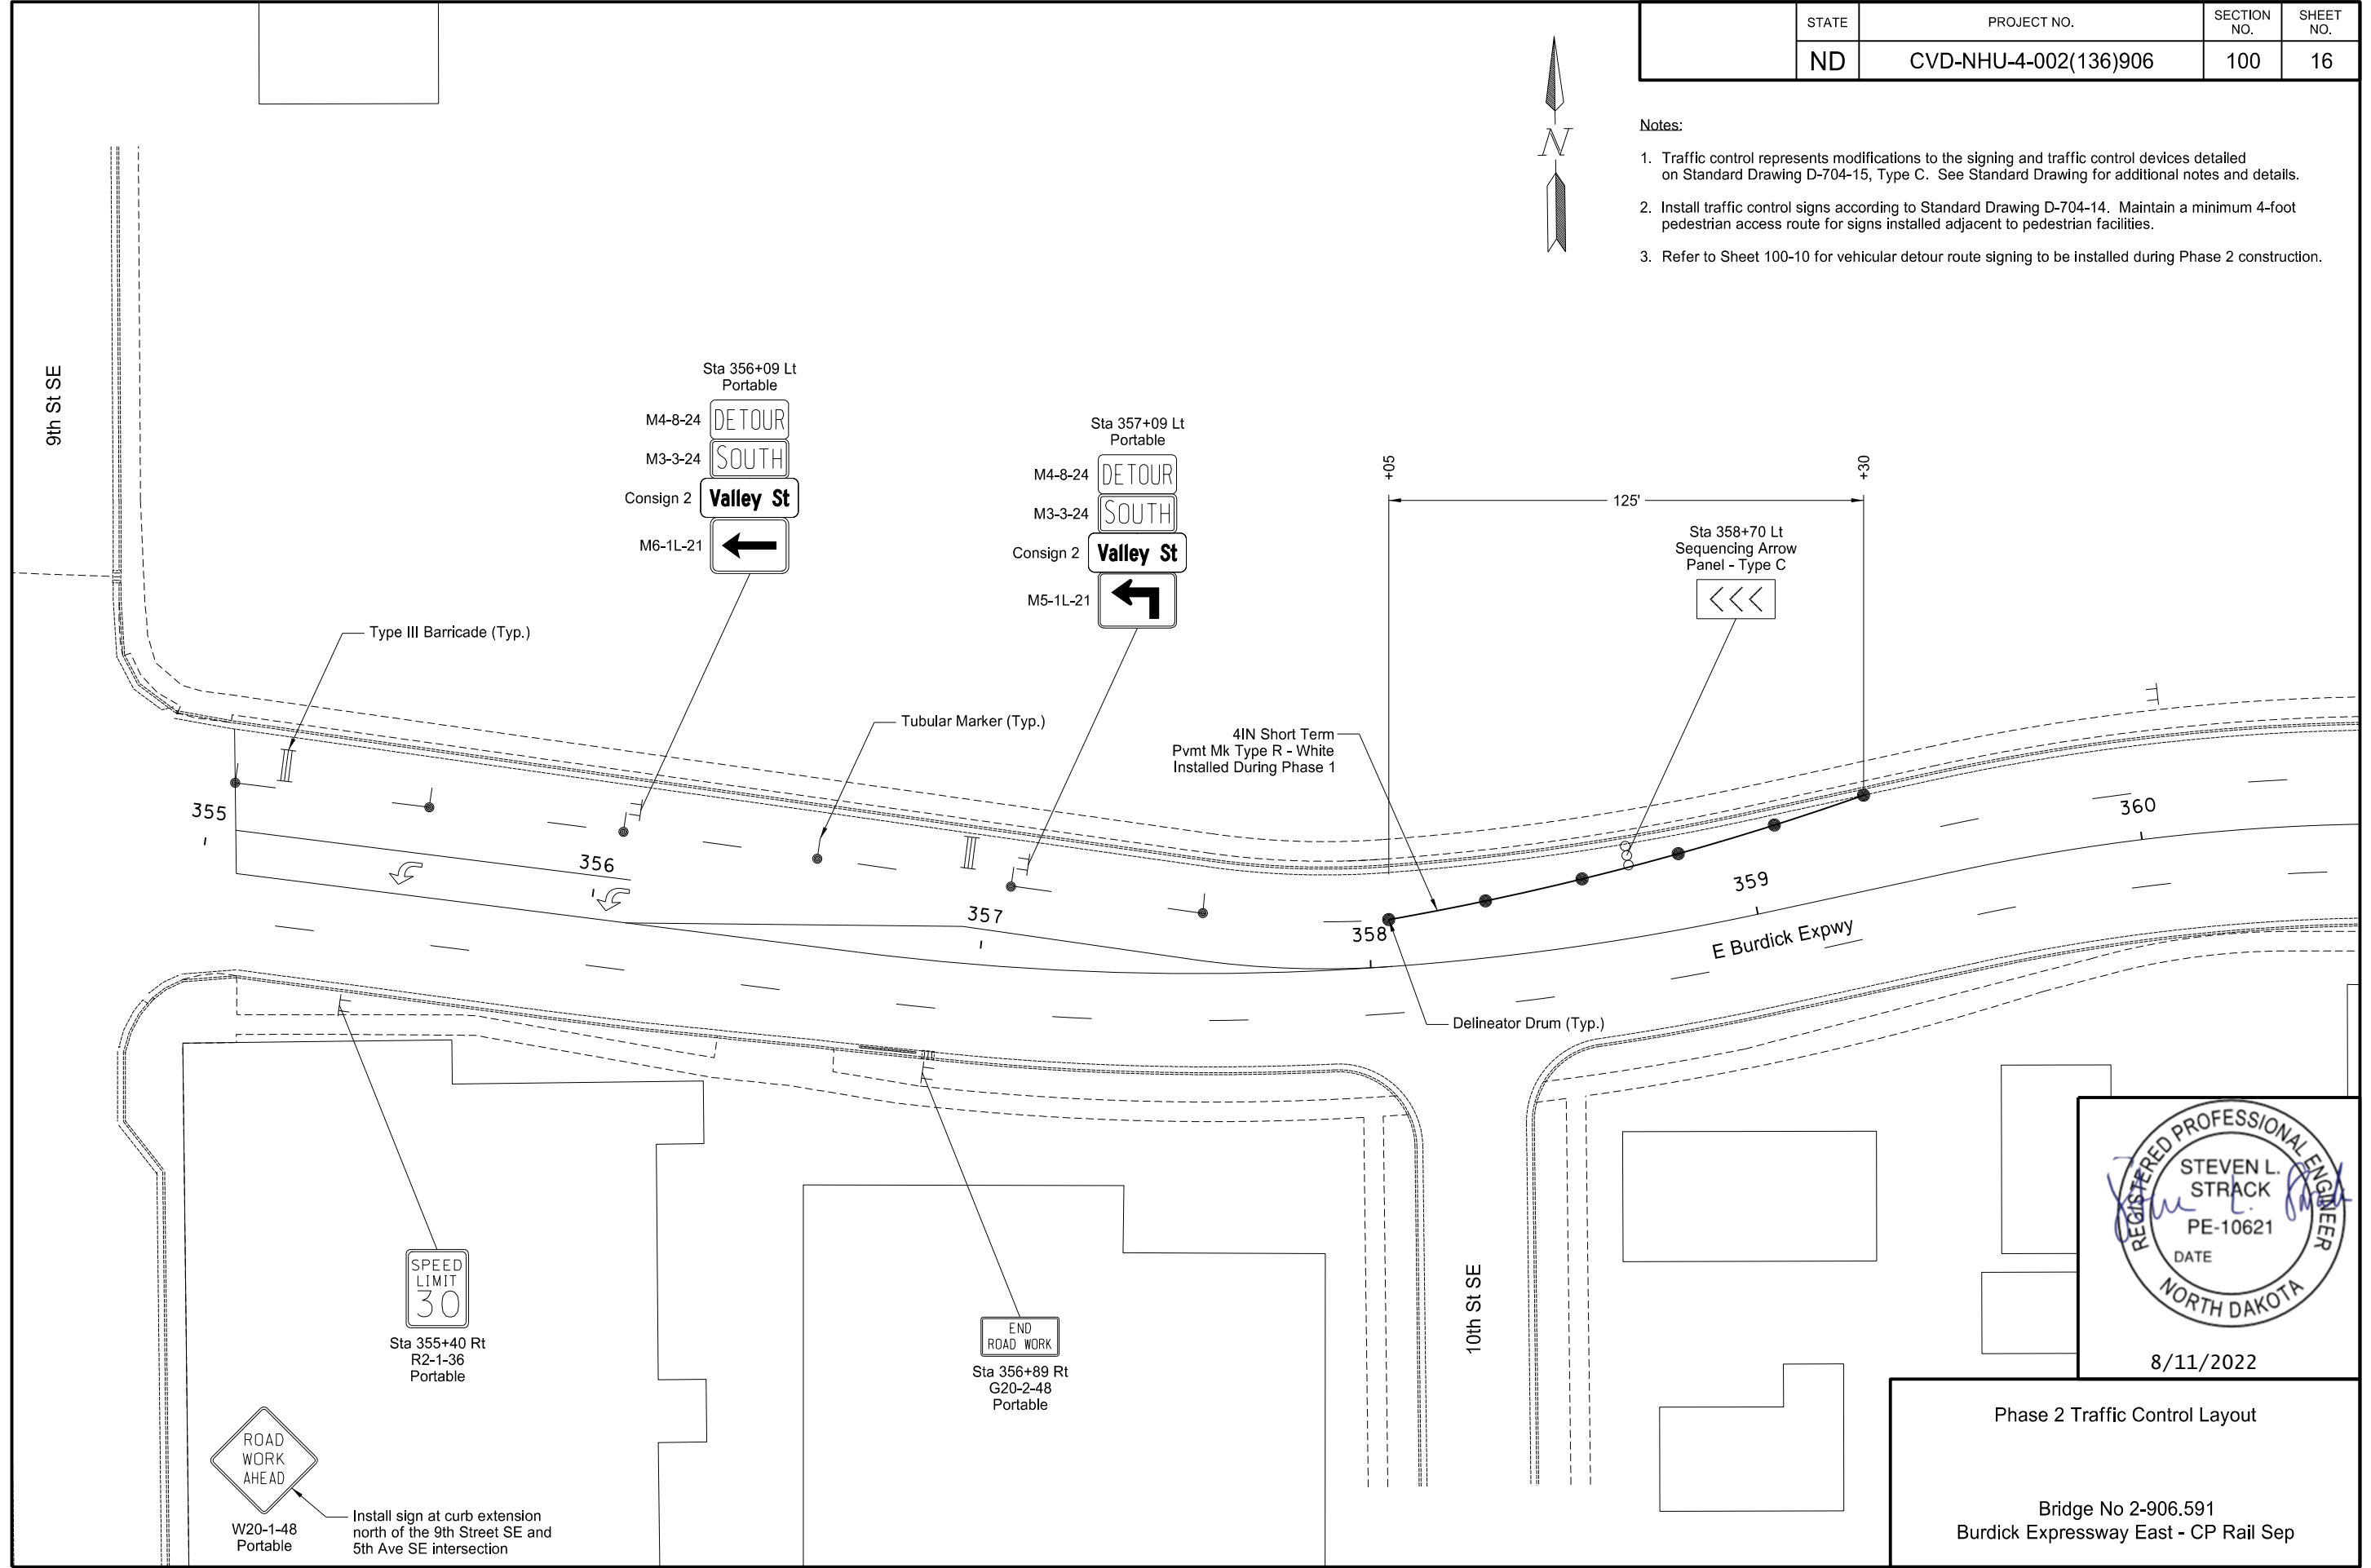 STATE
PROJECT NO.
SECTION NO.
SHEET NO.
ND
CVD-NHU-4-002(136)906
100
16
N
Notes:
1. Traffic control represents modifications to the signing and traffic control devices detailed
on Standard Drawing D-704-15, Type C. See Standard Drawing for additional notes and details.
2. Install traffic control signs according to Standard Drawing D-704-14. Maintain a minimum 4-foot
pedestrian access route for signs installed adjacent to pedestrian facilities.
3. Refer to Sheet 100-10 for vehicular detour route signing to be installed during Phase 2 construction.
9th St SE
Sta 356+09 Lt
Portable
M4-8-24 DETOUR
M3-3-24 SOUTH
Consign 2 Valley St
M6-1L-21
Sta 357+09 Lt
Portable
M4-8-24 DETOUR
M3-3-24 SOUTH
Consign 2 Valley St
M5-1L-21
+05
+30
125'
Sta 358+70 Lt
Sequencing Arrow
Panel - Type C
Type III Barricade (Typ.)
Tubular Marker (Typ.)
4IN Short Term
Pvmt Mk Type R - White
Installed During Phase 1
355
356
357
358
359
360
E Burdick Expwy
Delineator Drum (Typ.)
10th St SE
SPEED
LIMIT
30
Sta 355+40 Rt
R2-1-36
Portable
END
ROAD WORK
Sta 356+89 Rt
G20-2-48
Portable
ROAD
WORK
AHEAD
W20-1-48
Portable
Install sign at curb extension
north of the 9th Street SE and
5th Ave SE intersection
REGISTERED PROFESSIONAL ENGINEER
STEVEN L.
STRACK
PE-10621
DATE
NORTH DAKOTA
8/11/2022
Phase 2 Traffic Control Layout
Bridge No 2-906.591
Burdick Expressway East - CP Rail Sep